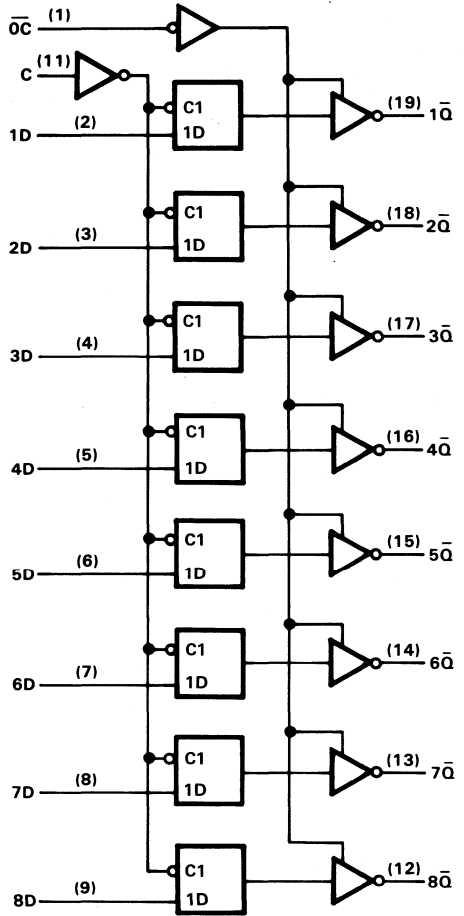 O̅C̅ (1)
C (11)
C1
1D (2) 1D
(19) 1Q̅
C1
2D (3) 1D
(18) 2Q̅
C1
3D (4) 1D
(17) 3Q̅
C1
4D (5) 1D
(16) 4Q̅
C1
5D (6) 1D
(15) 5Q̅
C1
6D (7) 1D
(14) 6Q̅
C1
7D (8) 1D
(13) 7Q̅
C1
8D (9) 1D
(12) 8Q̅